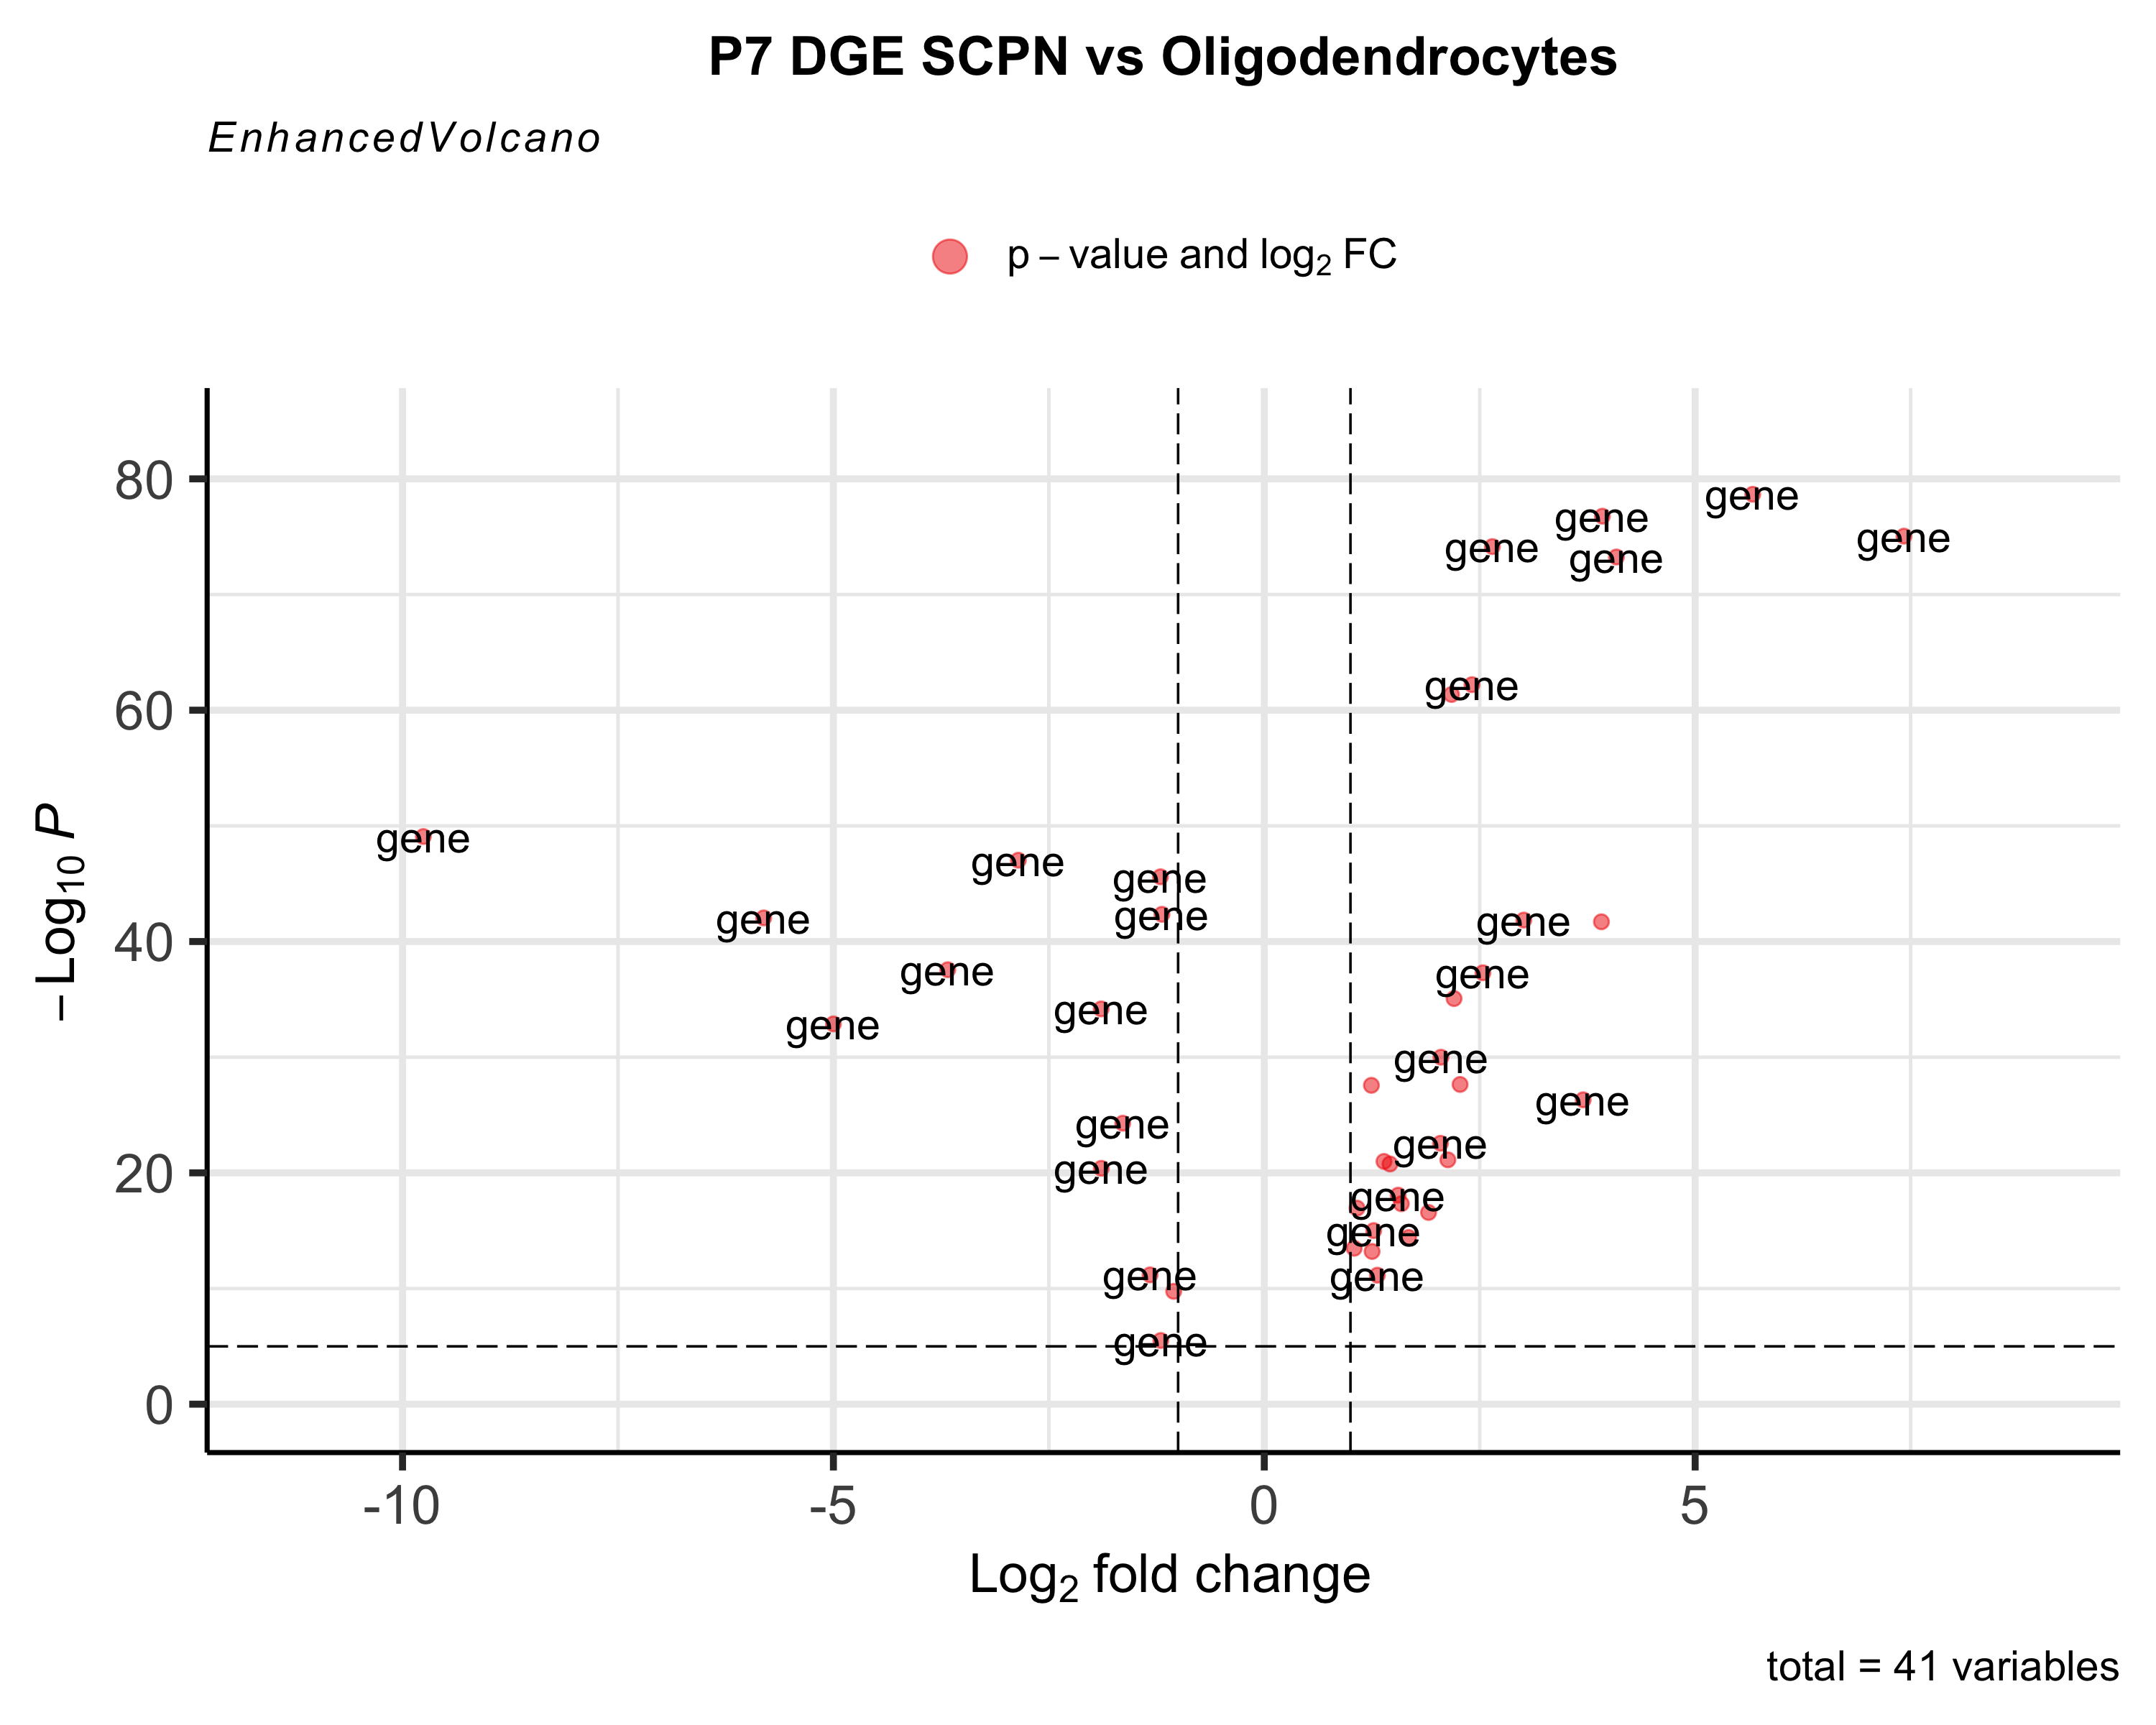 P7 DGE SCPN vs Oligodendrocytes
EnhancedVolcano
p – value and log₂ FC
80
gene
gene
gene
gene
gene
60
gene
– Log₁₀ P
gene
gene
gene
gene
gene
gene
40
gene
gene
gene
gene
gene
gene
gene
gene
gene
20
gene
gene
gene
gene
gene
gene
0
-10
-5
0
5
Log₂ fold change
total = 41 variables